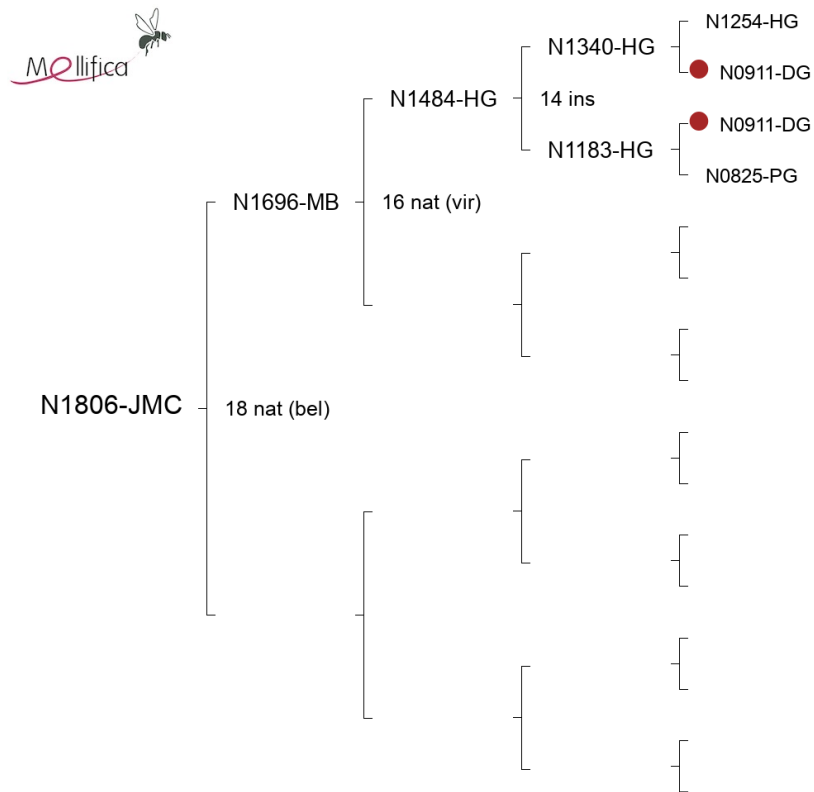 Mellifica
N1254-HG
N1340-HG
N0911-DG
N1484-HG
14 ins
N0911-DG
N1183-HG
N0825-PG
N1696-MB
16 nat (vir)
N1806-JMC
18 nat (bel)